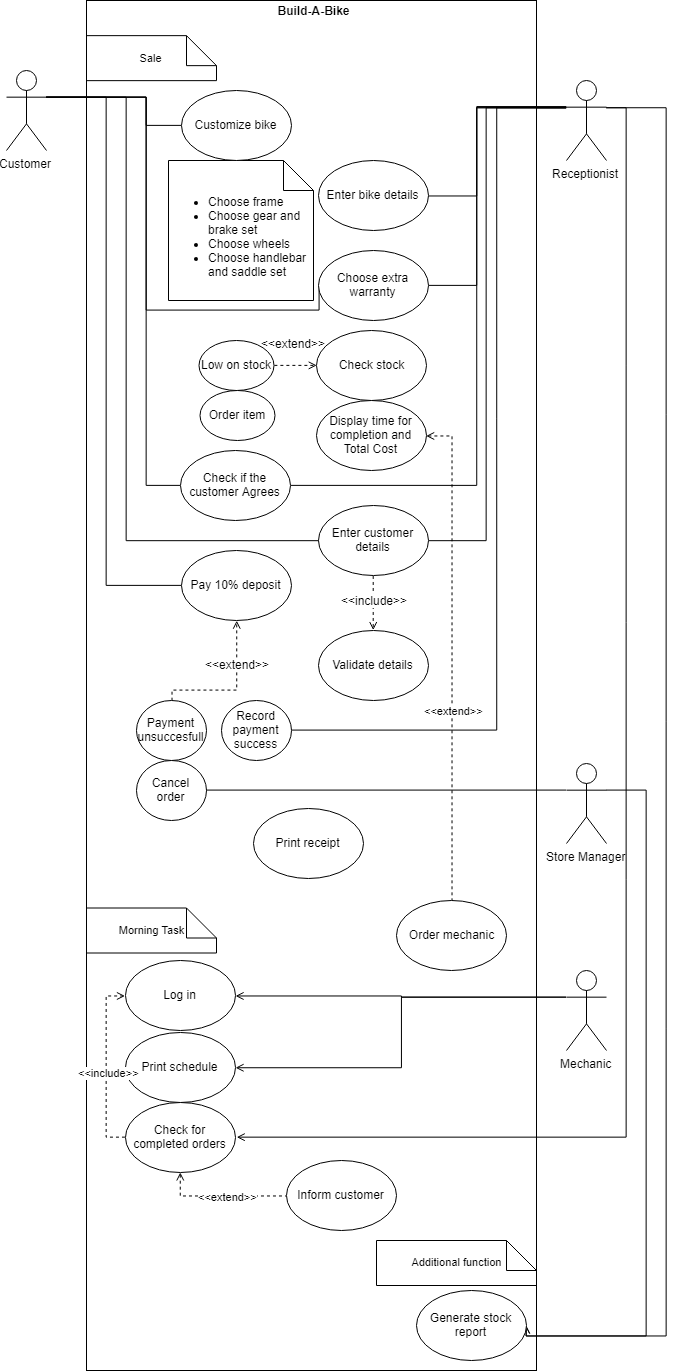 Build-A-Bike
Sale
Customer
Receptionist
Customize bike
Choose frame
Choose gear and
brake set
Choose wheels
Choose handlebar
and saddle set
Enter bike details
Choose extra
warranty
<<extend>>
Low on stock
Check stock
Order item
Display time for
completion and
Total Cost
Check if the
customer Agrees
Enter customer
details
Pay 10% deposit
<<include>>
<<extend>>
Validate details
Payment
unsuccesfull
Record
payment
success
<<extend>>
Cancel
order
Print receipt
Store Manager
Order mechanic
Morning Task
Log in
Print schedule
Mechanic
<<include>>
Check for
completed orders
<<extend>>
Inform customer
Additional function
Generate stock
report